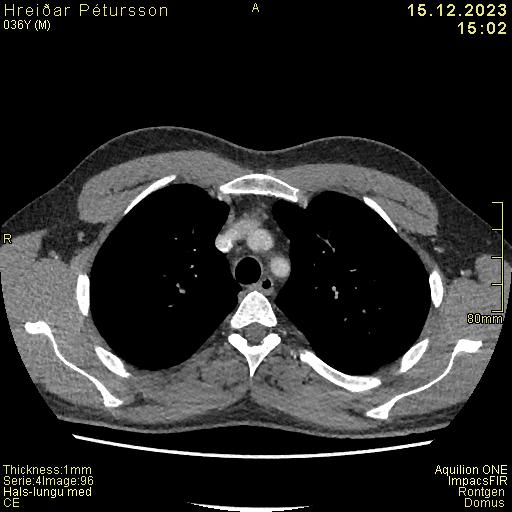 Hreiðar Pétursson
036Y (M)
A
15.12.2023
15:02
R
80mm
Thickness:1mm
Serie:4Image:96
Hals-lungu med
CE
Aquilion ONE
ImpacsFIR
Rontgen
Domus